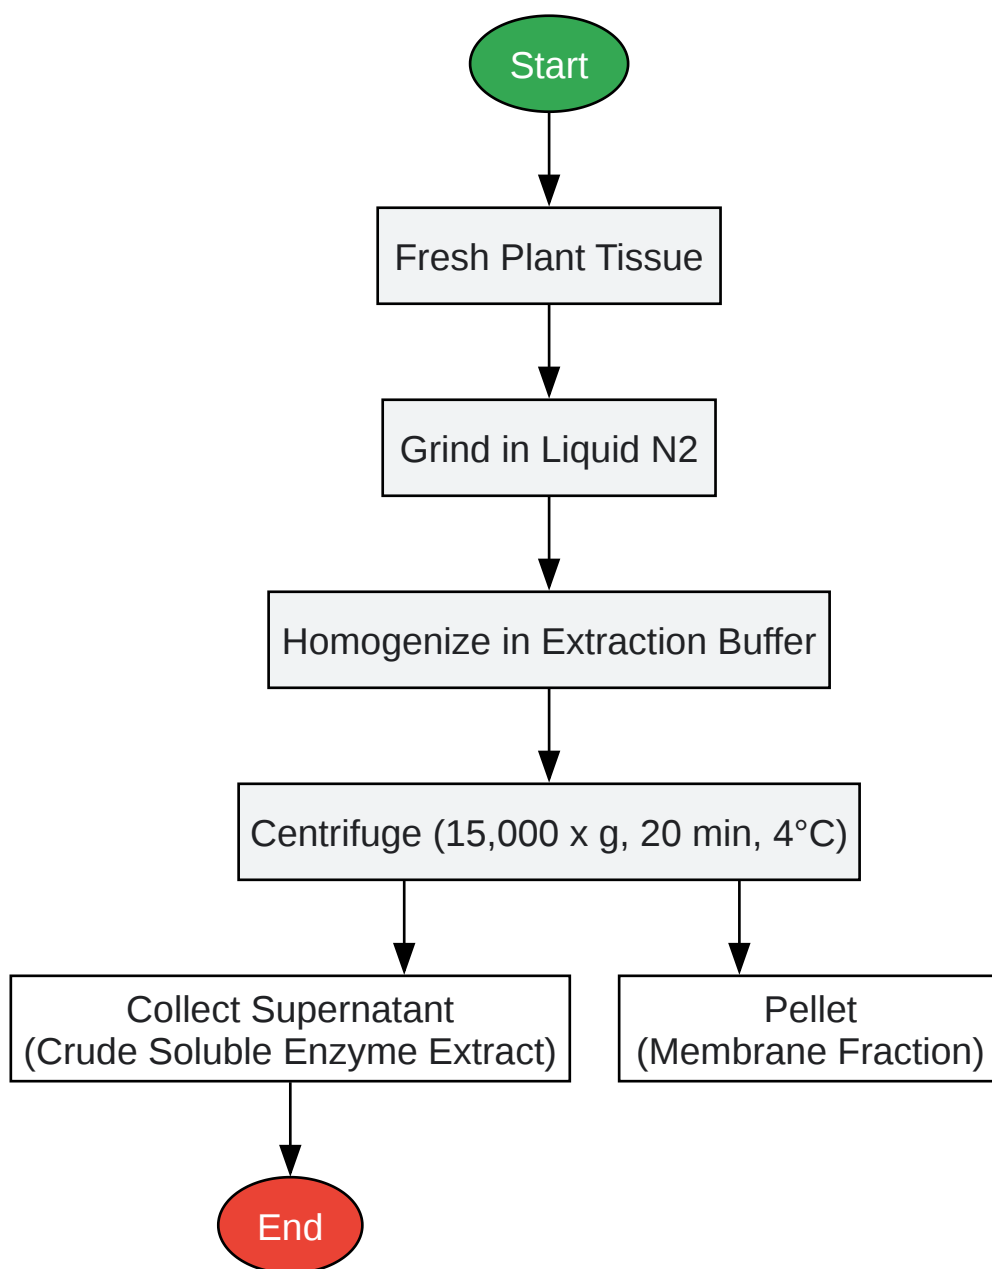 Start
Fresh Plant Tissue
Grind in Liquid N2
Homogenize in Extraction Buffer
Centrifuge (15,000 x g, 20 min, 4°C)
Collect Supernatant
(Crude Soluble Enzyme Extract)
Pellet
(Membrane Fraction)
End